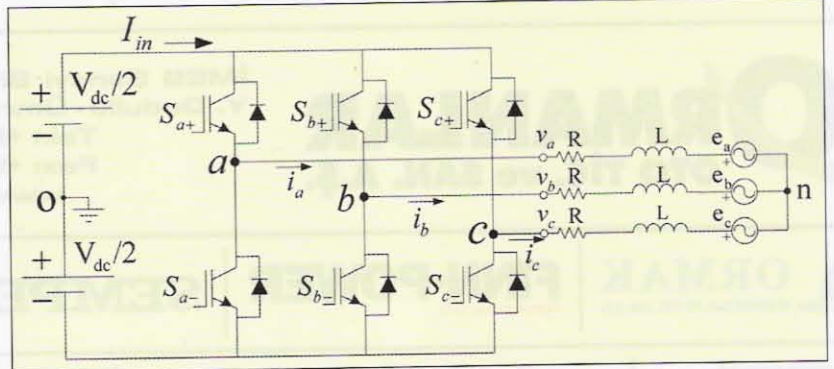 I_in
+
V_dc/2
S_a+
S_b+
S_c+
a
i_a
v_a R L e_a
+
o
b
i_b
v_b R L e_b
+
n
c
i_c
v_c R L e_c
+
+
V_dc/2
−
S_a−
S_b−
S_c−